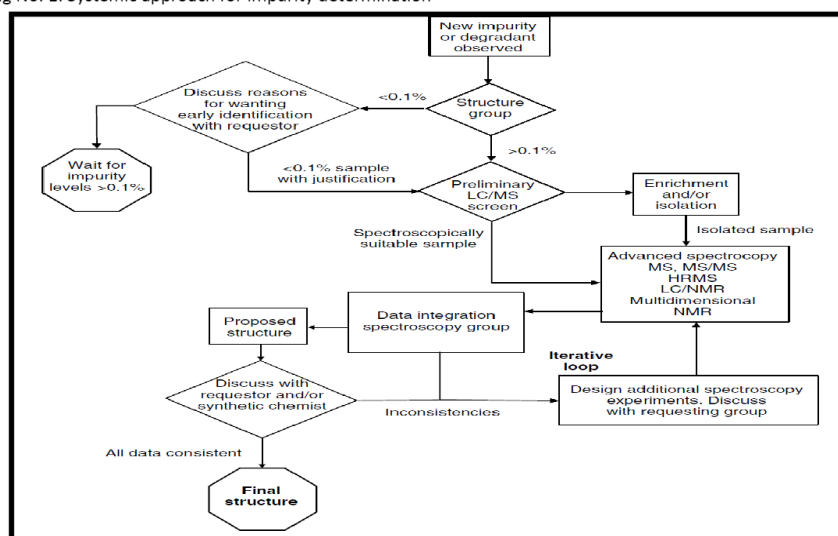 New impurity
or degradant
observed
Structure
group
<0.1%
>0.1%
Discuss reasons
for wanting
early identification
with requestor
Wait for
impurity
levels >0.1%
<0.1% sample
with justification
Preliminary
LC/MS
screen
Enrichment
and/or
isolation
Isolated sample
Spectroscopically
suitable sample
Advanced spectrocopy
MS, MS/MS
HRMS
LC/NMR
Multidimensional
NMR
Data integration
spectroscopy group
Proposed
structure
Discuss with
requestor and/or
synthetic chemist
Inconsistencies
Iterative
loop
Design additional spectroscopy
experiments. Discuss
with requesting group
All data consistent
Final
structure